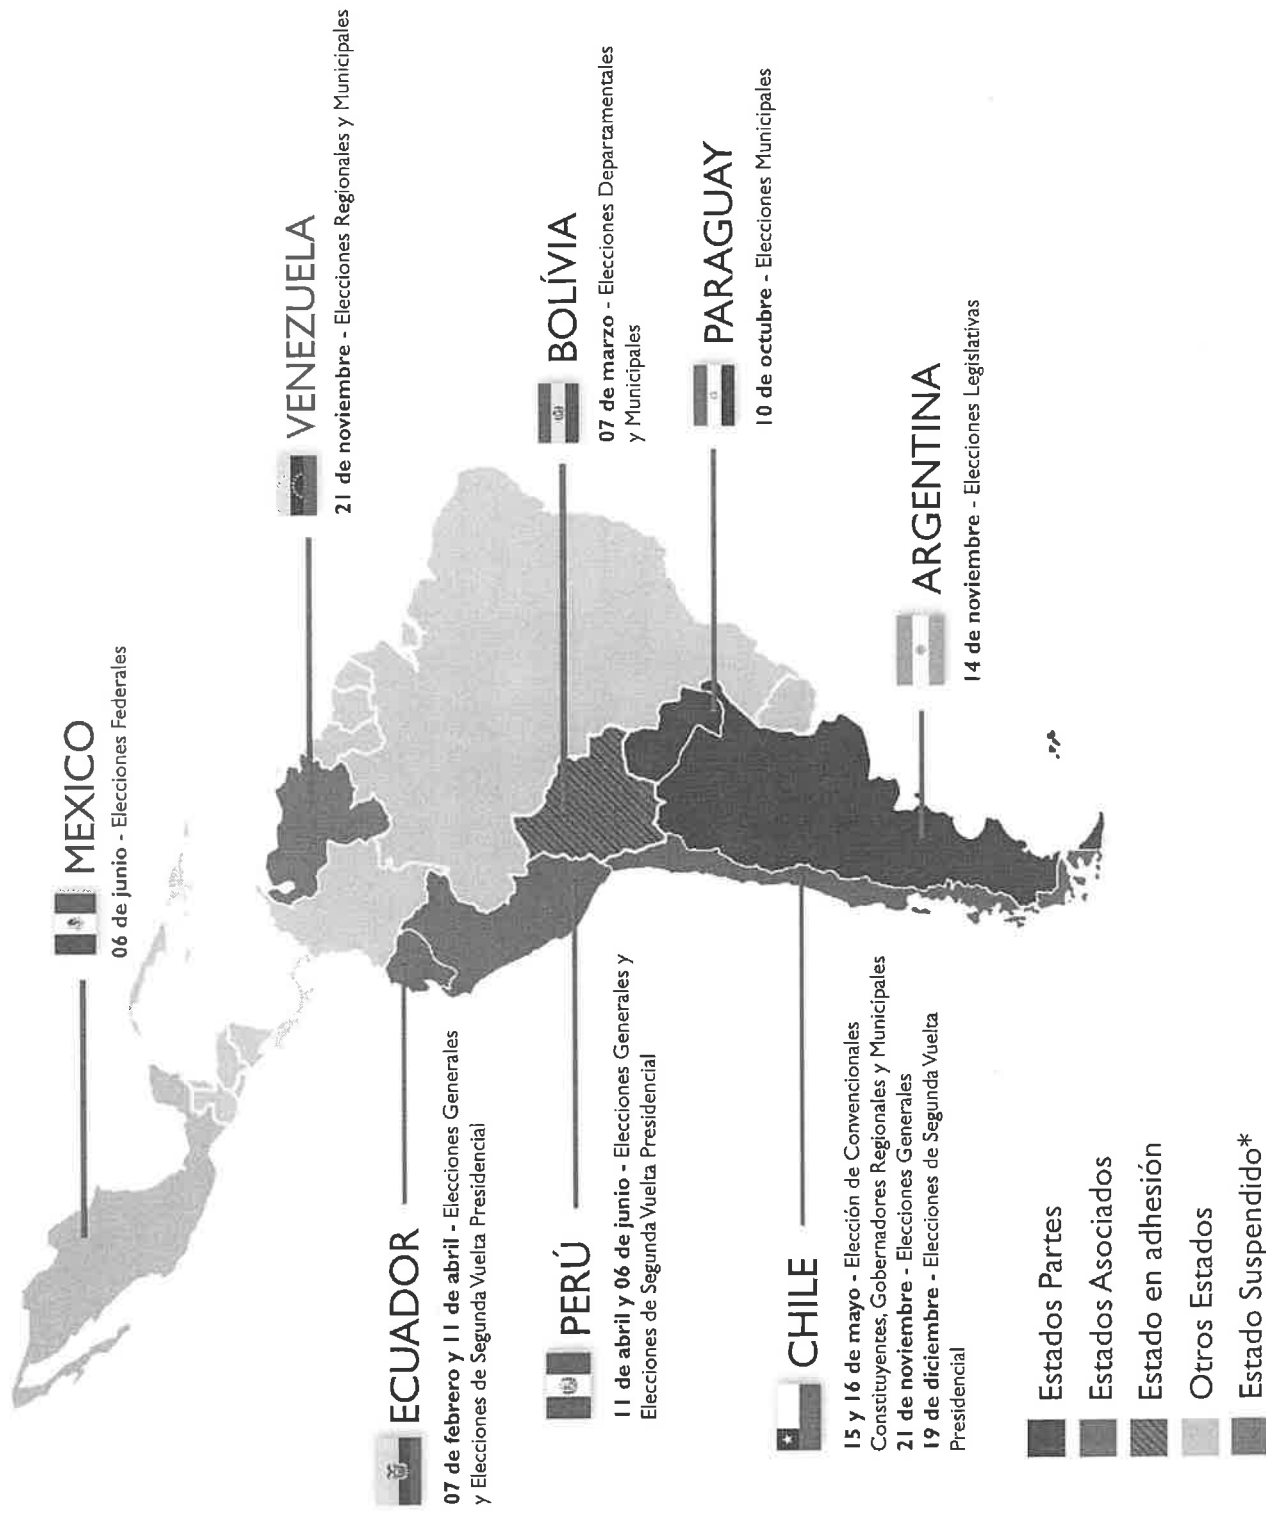 MEXICO
06 de junio - Elecciones Federales
VENEZUELA
21 de noviembre - Elecciones Regionales y Municipales
ECUADOR
07 de febrero y 11 de abril - Elecciones Generales
y Elecciones de Segunda Vuelta Presidencial
BOLÍVIA
07 de marzo - Elecciones Departamentales
y Municipales
PERÚ
11 de abril y 06 de junio - Elecciones Generales y
Elecciones de Segunda Vuelta Presidencial
PARAGUAY
10 de octubre - Elecciones Municipales
CHILE
15 y 16 de mayo - Elección de Convencionales
Constituyentes, Gobernadores Regionales y Municipales
21 de noviembre - Elecciones Generales
19 de diciembre - Elecciones de Segunda Vuelta
Presidencial
ARGENTINA
14 de noviembre - Elecciones Legislativas
Estados Partes
Estados Asociados
Estado en adhesión
Otros Estados
Estado Suspendido*